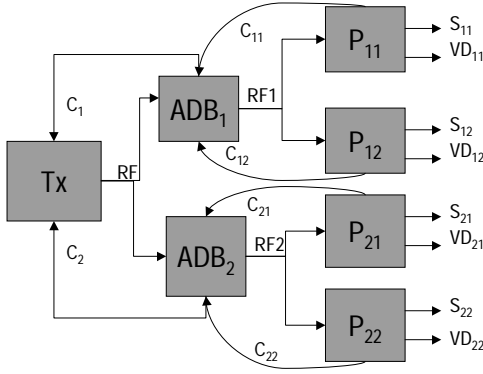 C11
P11
S11
VD11
C1
ADB1
RF1
P12
S12
VD12
C12
Tx
RF
C21
P21
S21
VD21
C2
ADB2
RF2
P22
S22
VD22
C22